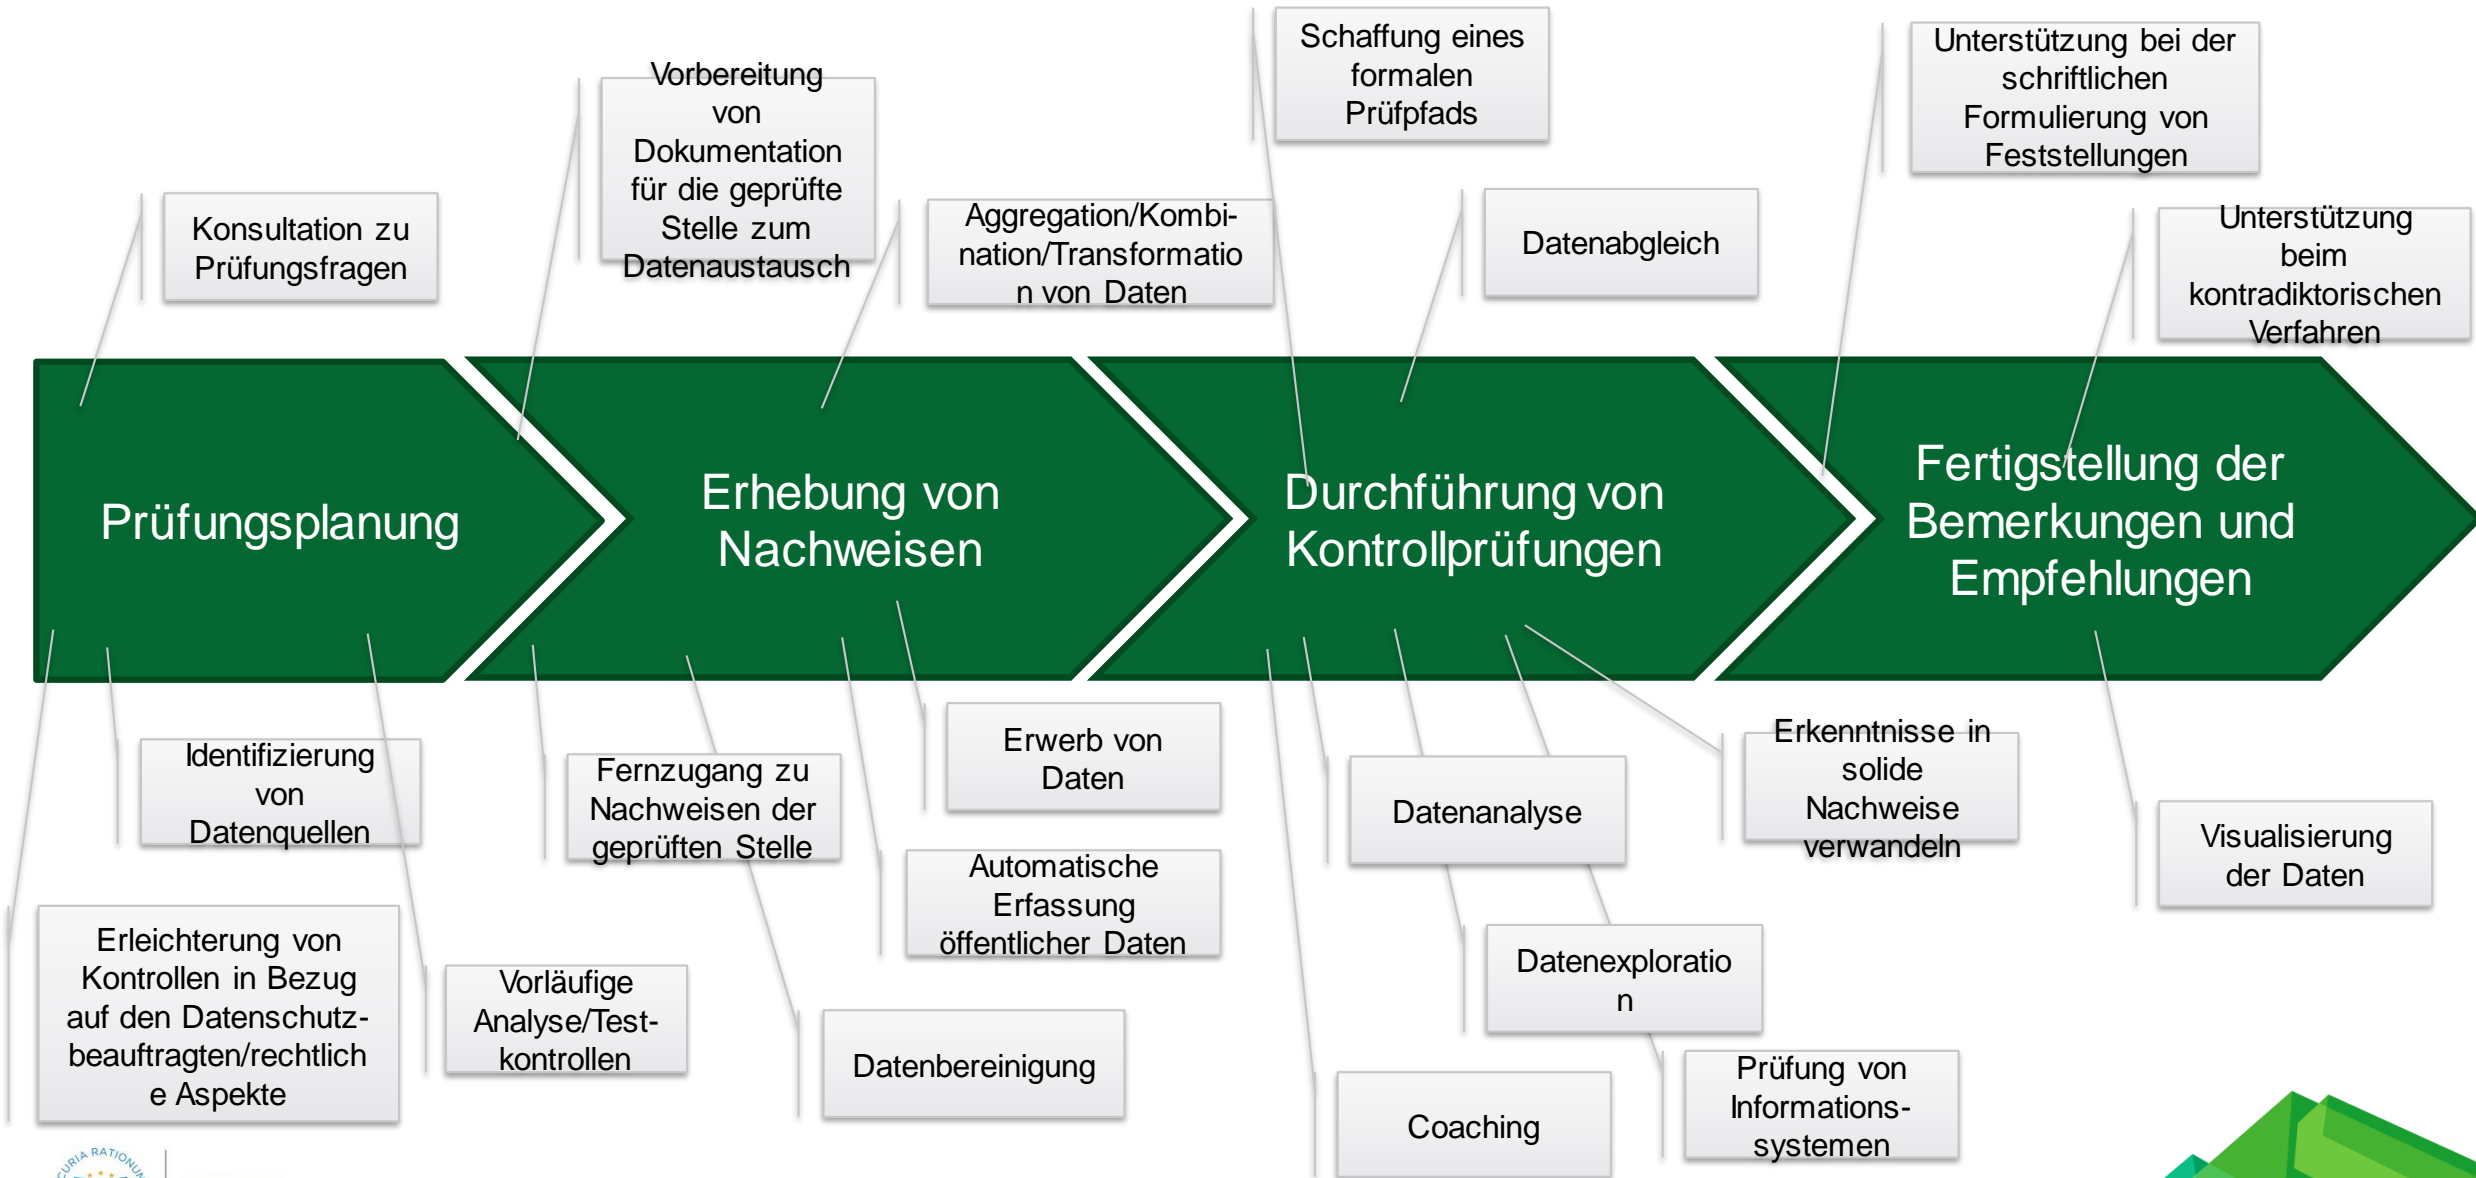 Konsultation zu
Prüfungsfragen
Vorbereitung
von
Dokumentation
für die geprüfte
Stelle zum
Datenaustausch
Aggregation/Kombi-
nation/Transformatio
n von Daten
Schaffung eines
formalen
Prüfpfads
Datenabgleich
Unterstützung bei der
schriftlichen
Formulierung von
Feststellungen
Unterstützung
beim
kontradiktorischen
Verfahren
Prüfungsplanung
Erhebung von
Nachweisen
Durchführung von
Kontrollprüfungen
Fertigstellung der
Bemerkungen und
Empfehlungen
Identifizierung
von
Datenquellen
Erleichterung von
Kontrollen in Bezug
auf den Datenschutz-
beauftragten/rechtlich
e Aspekte
Vorläufige
Analyse/Test-
kontrollen
Fernzugang zu
Nachweisen der
geprüften Stelle
Erwerb von
Daten
Automatische
Erfassung
öffentlicher Daten
Datenbereinigung
Datenanalyse
Erkenntnisse in
solide
Nachweise
verwandeln
Datenexploratio
n
Coaching
Prüfung von
Informations-
systemen
Visualisierung
der Daten
CURIA RATIONUM